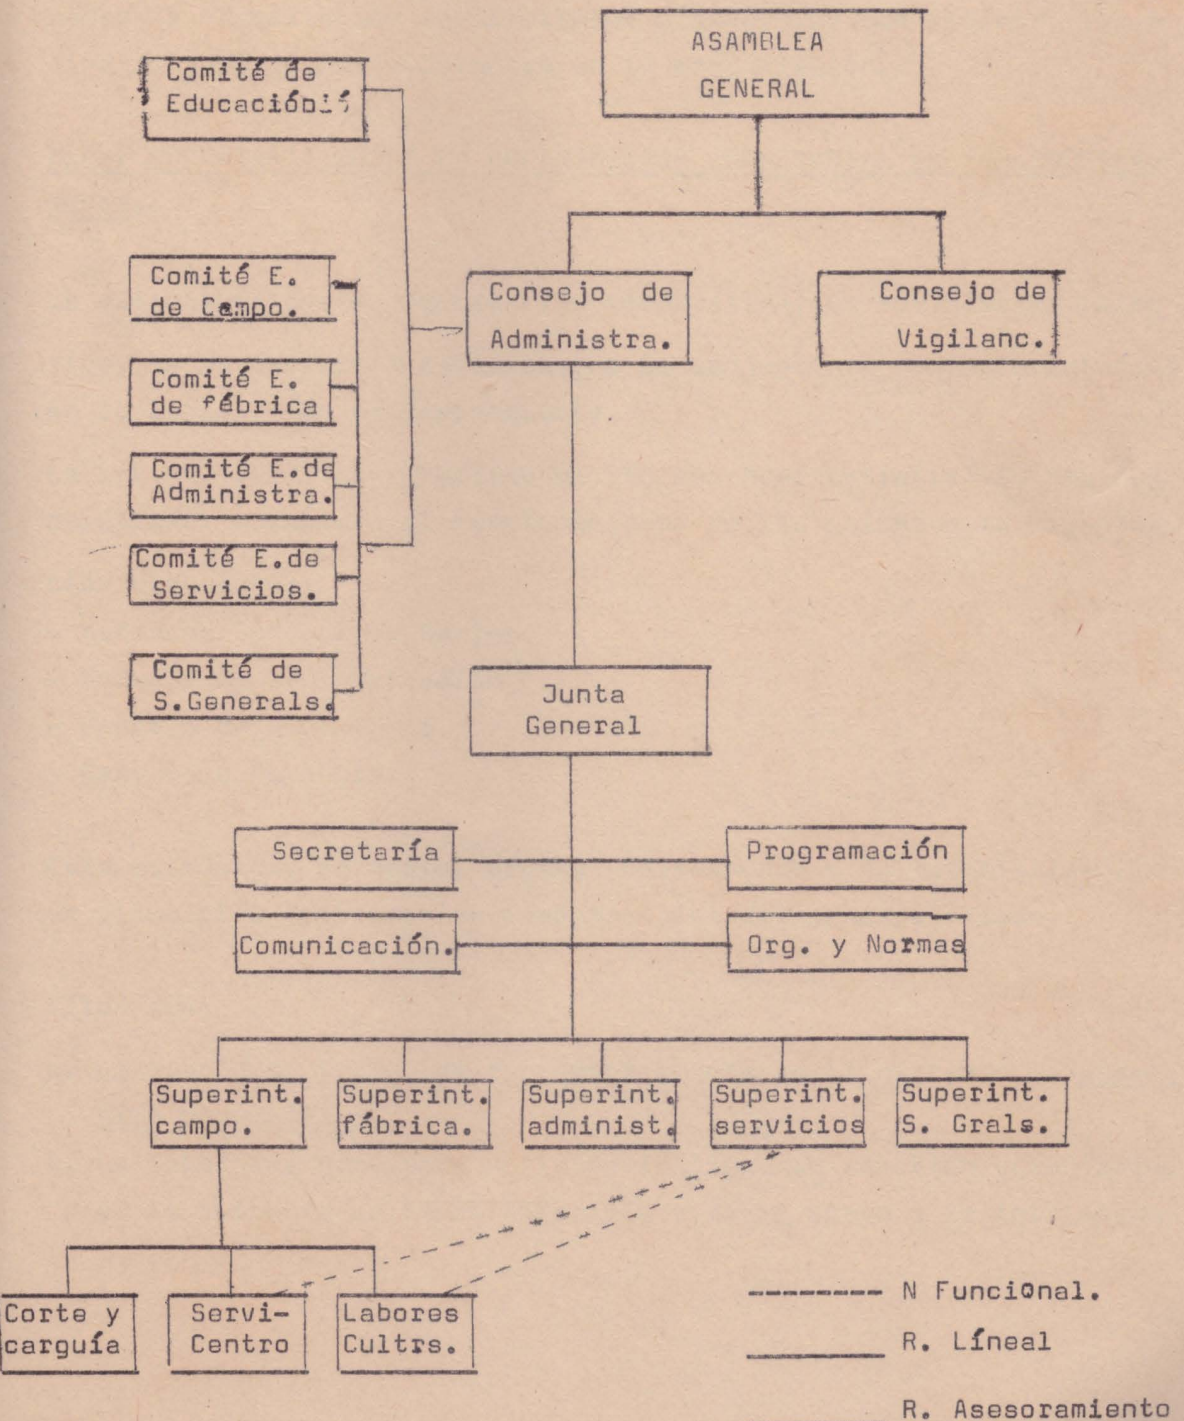 ASAMBLEA
GENERAL
Comité de
Educación
Comité E.
de Campo.
Consejo de
Administra.
Consejo de
Vigilanc.
Comité E.
de fábrica
Comité E.de
Administra.
Comité E.de
Servicios.
Comité de
S.Generals.
Junta
General
Secretaría
Programación
Comunicación.
Org. y Normas
Superint.
campo.
Superint.
fábrica.
Superint.
administ.
Superint.
servicios
Superint.
S. Grals.
Corte y
carguía
Servi-
Centro
Labores
Cultrs.
N Funcional.
R. Líneal
R. Asesoramiento